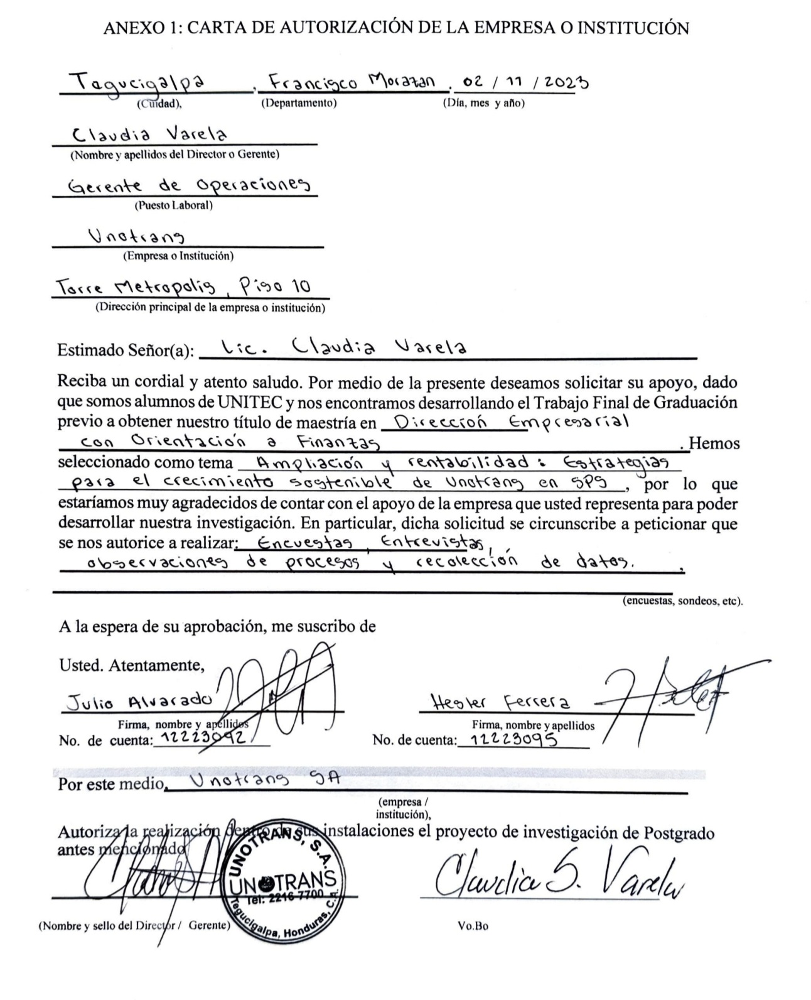 ANEXO 1: CARTA DE AUTORIZACIÓN DE LA EMPRESA O INSTITUCIÓN
Tegucigalpa , Francisco Morazan . 02 / 11 / 2023
(Cuidad), (Departamento) (Día, mes y año)
Claudia Varela
(Nombre y apellidos del Director o Gerente)
Gerente de Operaciones
(Puesto Laboral)
Unotrans
(Empresa o Institución)
Torre Metropolis, Piso 10
(Dirección principal de la empresa o institución)
Estimado Señor(a): Lic. Claudia Varela
Reciba un cordial y atento saludo. Por medio de la presente deseamos solicitar su apoyo, dado
que somos alumnos de UNITEC y nos encontramos desarrollando el Trabajo Final de Graduación
previo a obtener nuestro título de maestría en Dirección Empresarial
con Orientación a Finanzas . Hemos
seleccionado como tema Ampliación y rentabilidad: Estrategias
para el crecimiento sostenible de Unotrans en SPS , por lo que
estaríamos muy agradecidos de contar con el apoyo de la empresa que usted representa para poder
desarrollar nuestra investigación. En particular, dicha solicitud se circunscribe a peticionar que
se nos autorice a realizar: Encuestas, Entrevistas,
observaciones de procesos y recolección de datos. ,
(encuestas, sondeos, etc).
A la espera de su aprobación, me suscribo de
Usted. Atentamente,
Julio Alvarado Hesler Ferrera
Firma, nombre y apellidos Firma, nombre y apellidos
No. de cuenta: 12223092 No. de cuenta: 12223095
Por este medio, Unotrans SA
(empresa /
institución),
Autoriza la realización dentro de sus instalaciones el proyecto de investigación de Postgrado
antes mencionado
UNOTRANS, S.A.
UNOTRANS
Tel: 2216-7700
Tegucigalpa, Honduras, C.A.
Claudia S. Varela
(Nombre y sello del Director / Gerente) Vo.Bo